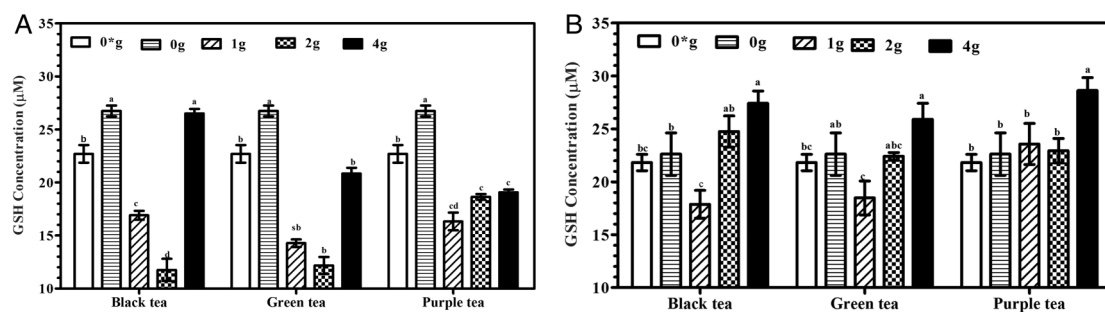 A
35
30
25
20
15
10
GSH Concentration (μM)
0*g 0g 1g 2g 4g
b a c d a
b a sb b
b a cd c c
Black tea Green tea Purple tea
B
35
30
25
20
15
10
GSH Concentration (μM)
0*g 0g 1g 2g 4g
bc b c ab a
bc ab c abc a
b b a b a
Black tea Green tea Purple tea